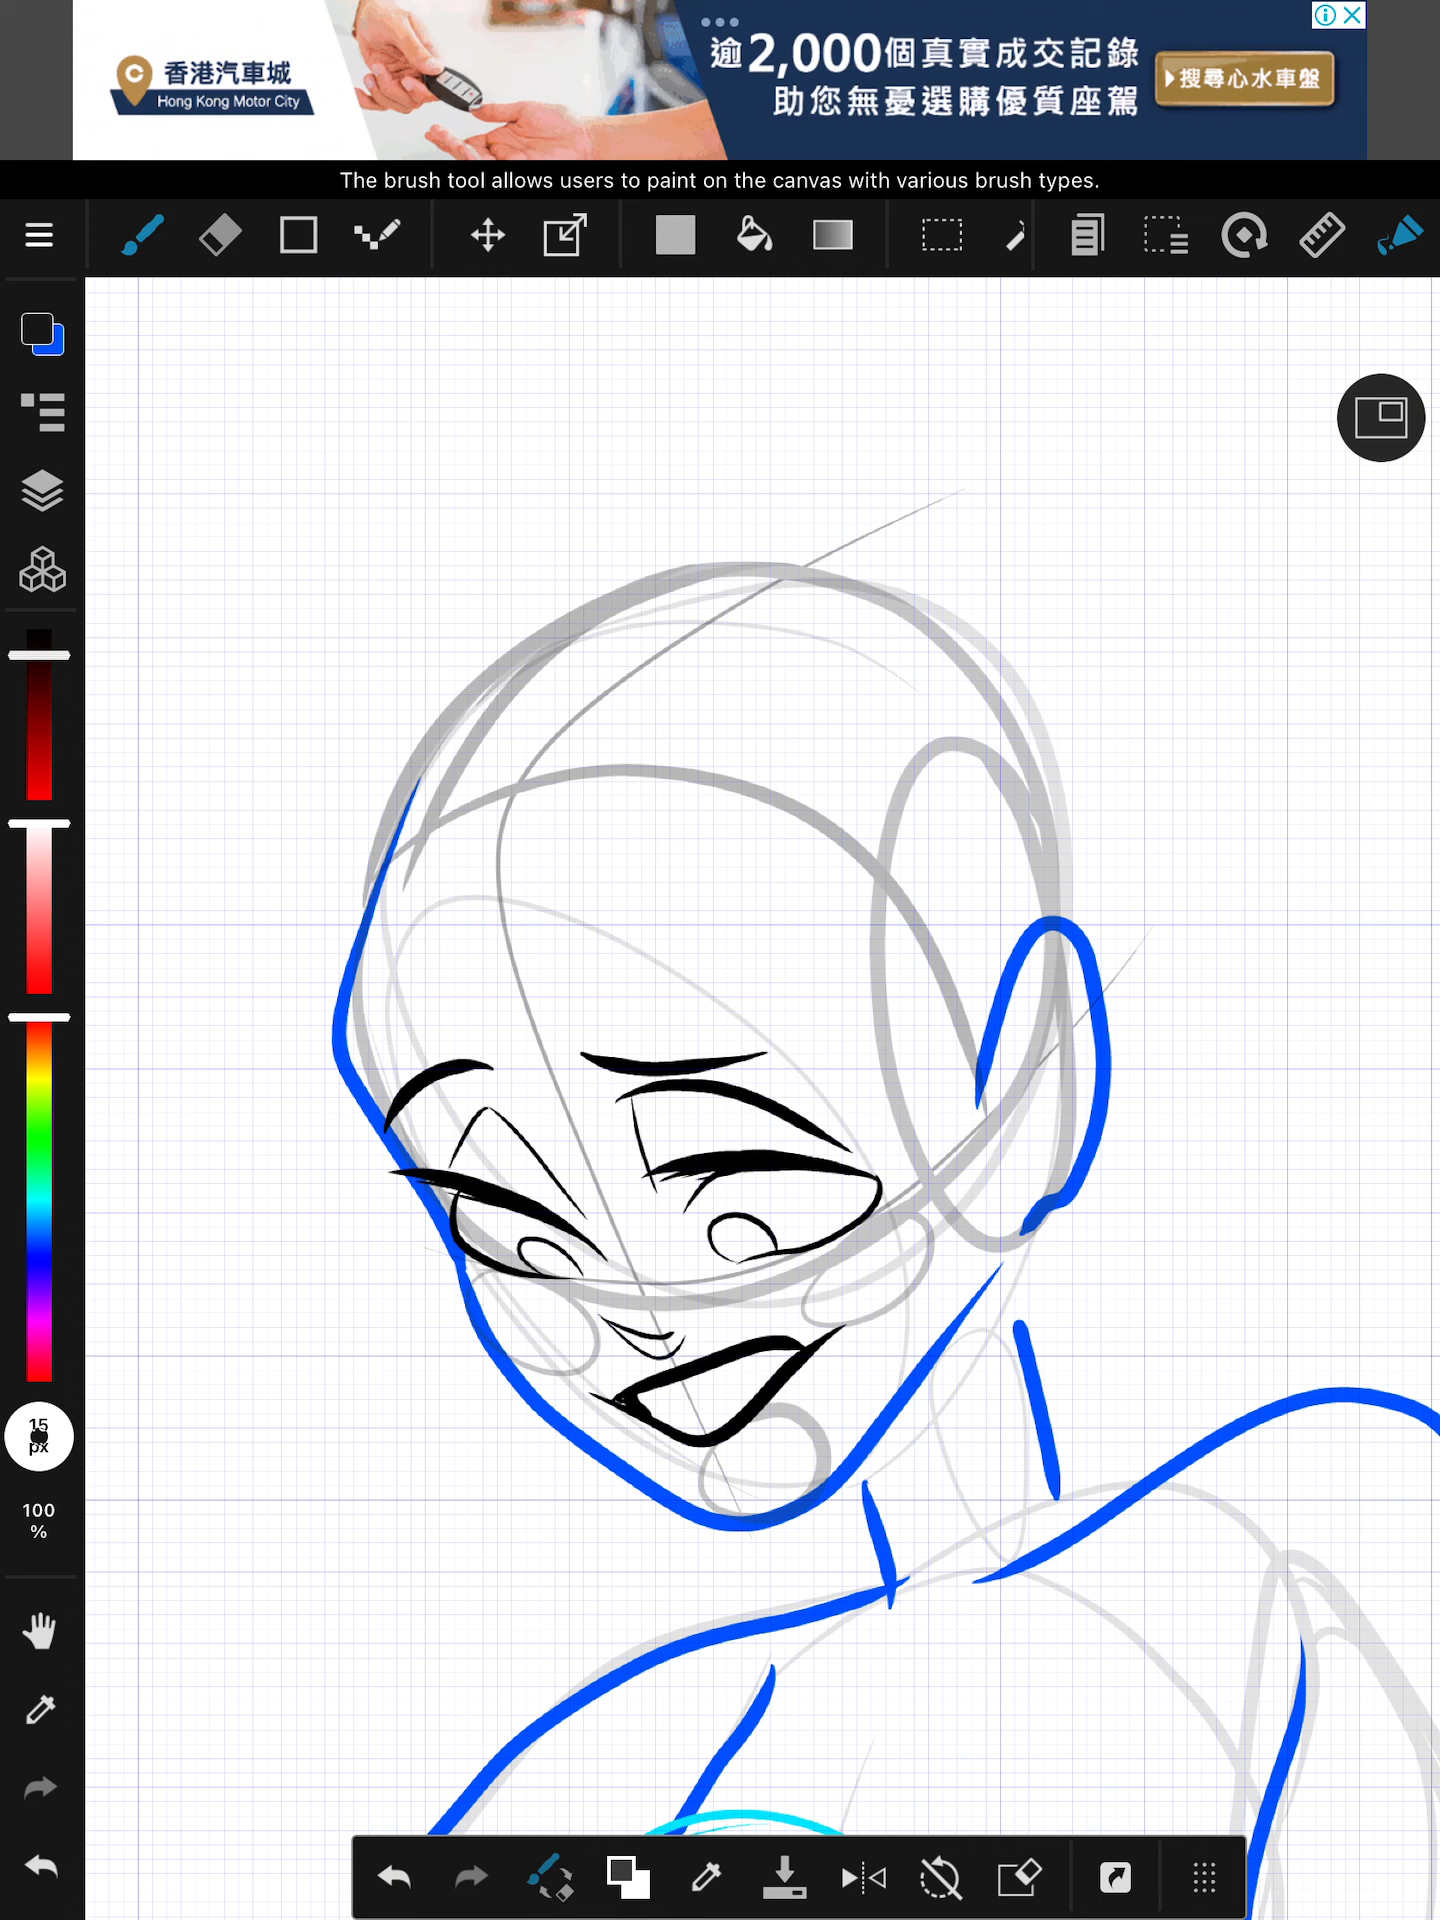 香港汽車城
Hong Kong Motor City
逾2,000個真實成交記錄
助您無憂選購優質座駕
搜尋心水車盤
The brush tool allows users to paint on the canvas with various brush types.
15
px
100
%